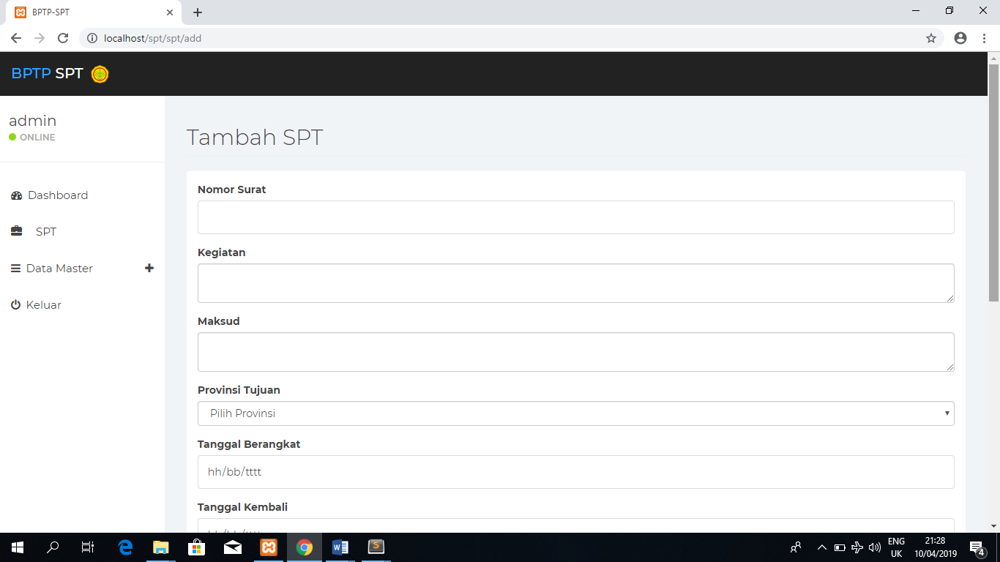 BPTP-SPT
localhost/spt/spt/add
BPTP SPT
admin
ONLINE
Dashboard
SPT
Data Master
Keluar
Tambah SPT
Nomor Surat
Kegiatan
Maksud
Provinsi Tujuan
Pilih Provinsi
Tanggal Berangkat
hh/bb/tttt
Tanggal Kembali
ENG
UK
21:28
10/04/2019
4